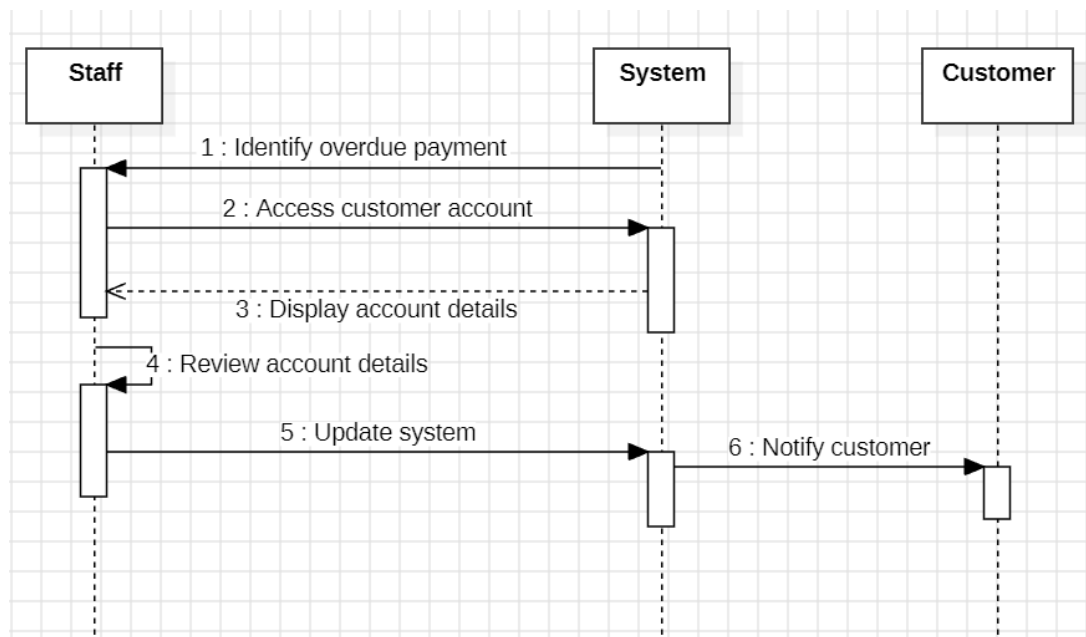 Staff
System
Customer
1 : Identify overdue payment
2 : Access customer account
3 : Display account details
4 : Review account details
5 : Update system
6 : Notify customer